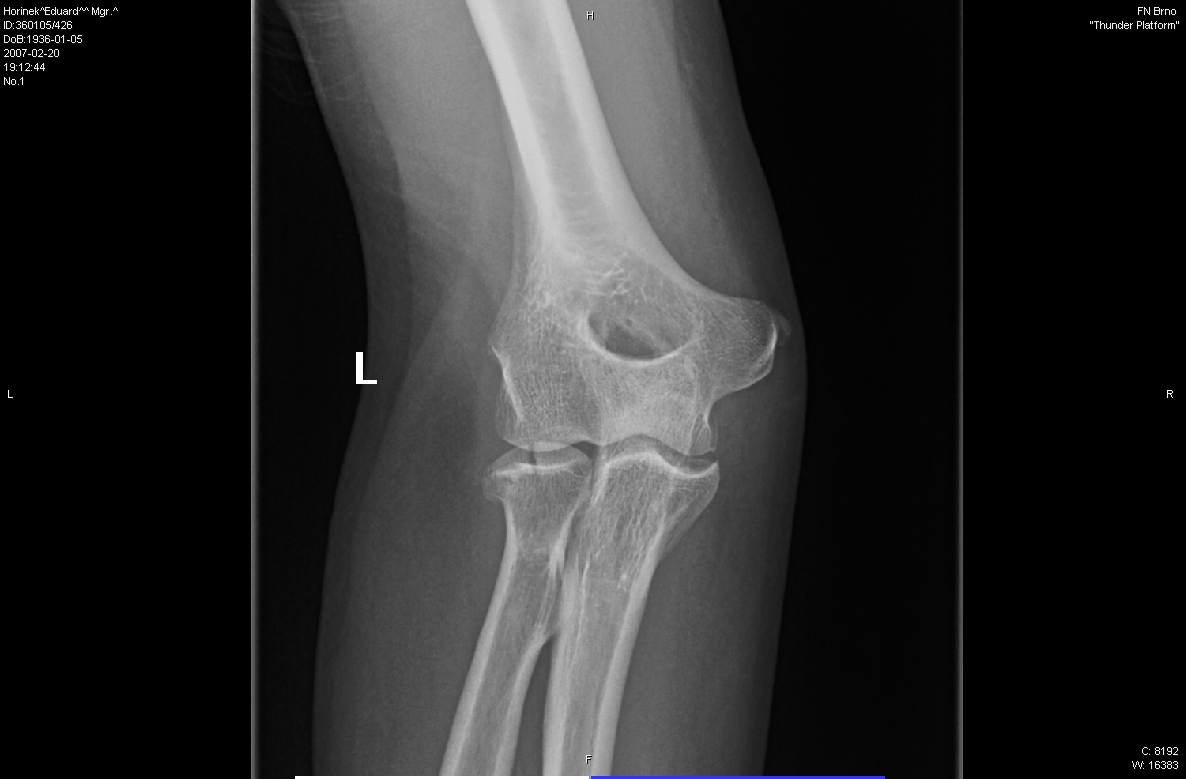 Horinek^Eduard^^ Mgr.^
ID:360105/426
DoB:1936-01-05
2007-02-20
19:12:44
No.1
H
FN Brno
"Thunder Platform"
L
L
R
F
C: 8192
W: 16383